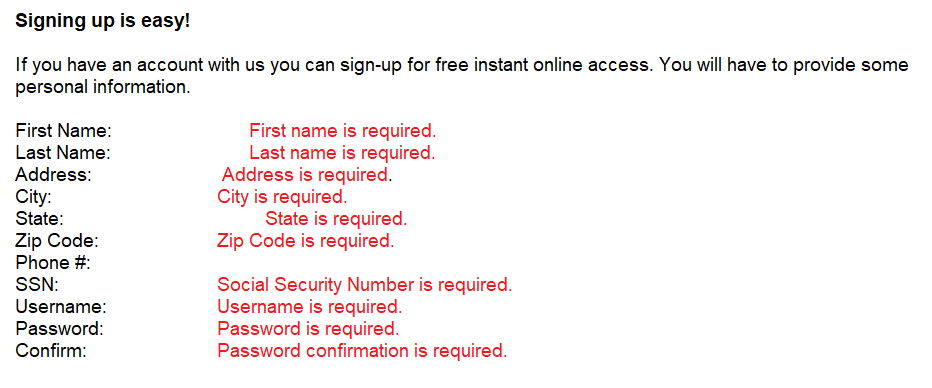 Signing up is easy!
If you have an account with us you can sign-up for free instant online access. You will have to provide some
personal information.
First Name: First name is required.
Last Name: Last name is required.
Address: Address is required.
City: City is required.
State: State is required.
Zip Code: Zip Code is required.
Phone #:
SSN: Social Security Number is required.
Username: Username is required.
Password: Password is required.
Confirm: Password confirmation is required.